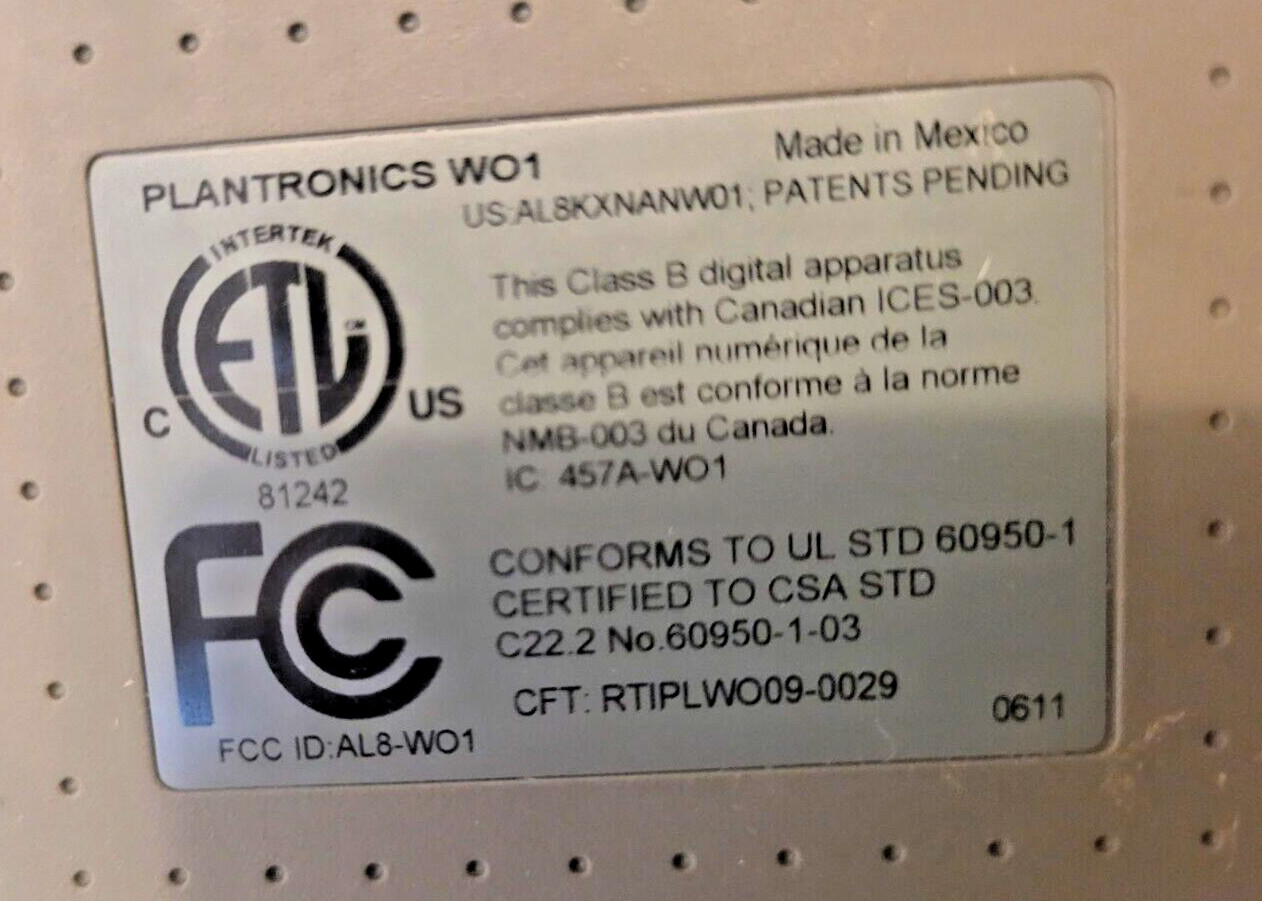 PLANTRONICS WO1
Made in Mexico
US:AL8KXNANW01; PATENTS PENDING
INTERTEK
ETL
CM
LISTED
C
US
81242
This Class B digital apparatus
complies with Canadian ICES-003.
Cet appareil numérique de la
classe B est conforme à la norme
NMB-003 du Canada.
IC 457A-WO1
FC
CONFORMS TO UL STD 60950-1
CERTIFIED TO CSA STD
C22.2 No.60950-1-03
CFT: RTIPLWO09-0029
0611
FCC ID:AL8-WO1